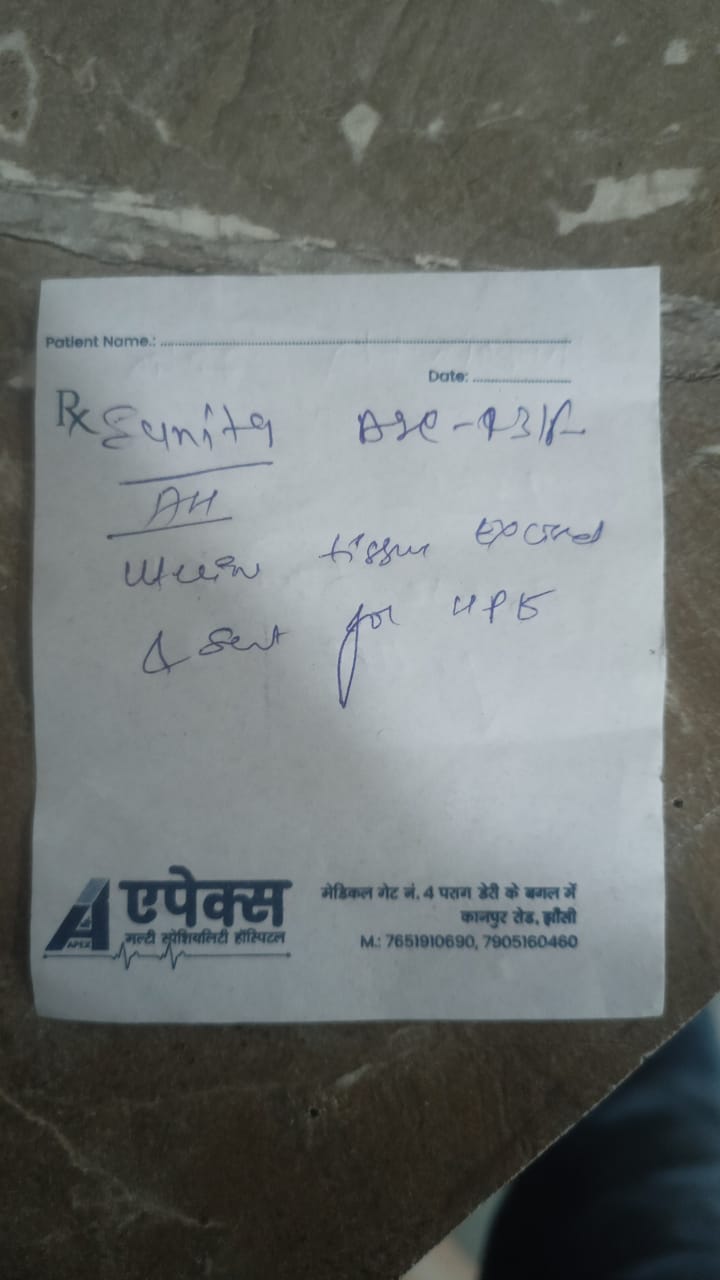 Patient Name.:
Date:
Rx Sunita Age - 43/F
AH
Uterine tissue excised
& sent for HPE
एपेक्स
मल्टी स्पेशियलिटी हॉस्पिटल
APEX
मेडिकल गेट नं. 4 पराग डेरी के बगल में
कानपुर रोड, झाँसी
M.: 7651910690, 7905160460